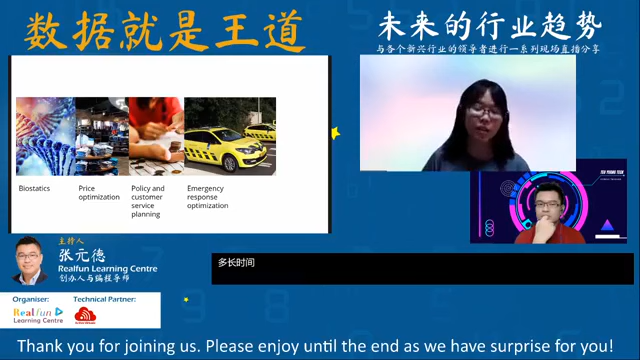 数据就是王道
未来的行业趋势
与各个新兴行业的领导者进行一系列现场直播分享
Biostatics
Price
optimization
Policy and
customer
service
planning
Emergency
response
optimization
主持人
张元德
Realfun Learning Centre
创办人与编程导师
多长时间
Organiser:
Technical Partner:
Realfun
Learning Centre
Thank you for joining us. Please enjoy until the end as we have surprise for you!